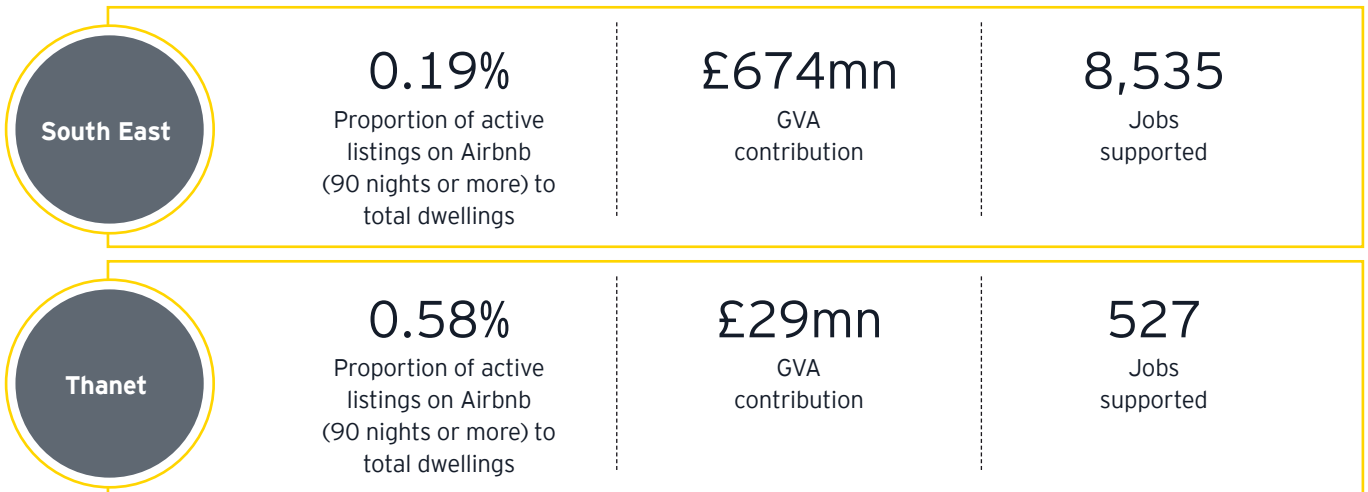 South East
0.19%
Proportion of active
listings on Airbnb
(90 nights or more) to
total dwellings
£674mn
GVA
contribution
8,535
Jobs
supported
Thanet
0.58%
Proportion of active
listings on Airbnb
(90 nights or more) to
total dwellings
£29mn
GVA
contribution
527
Jobs
supported